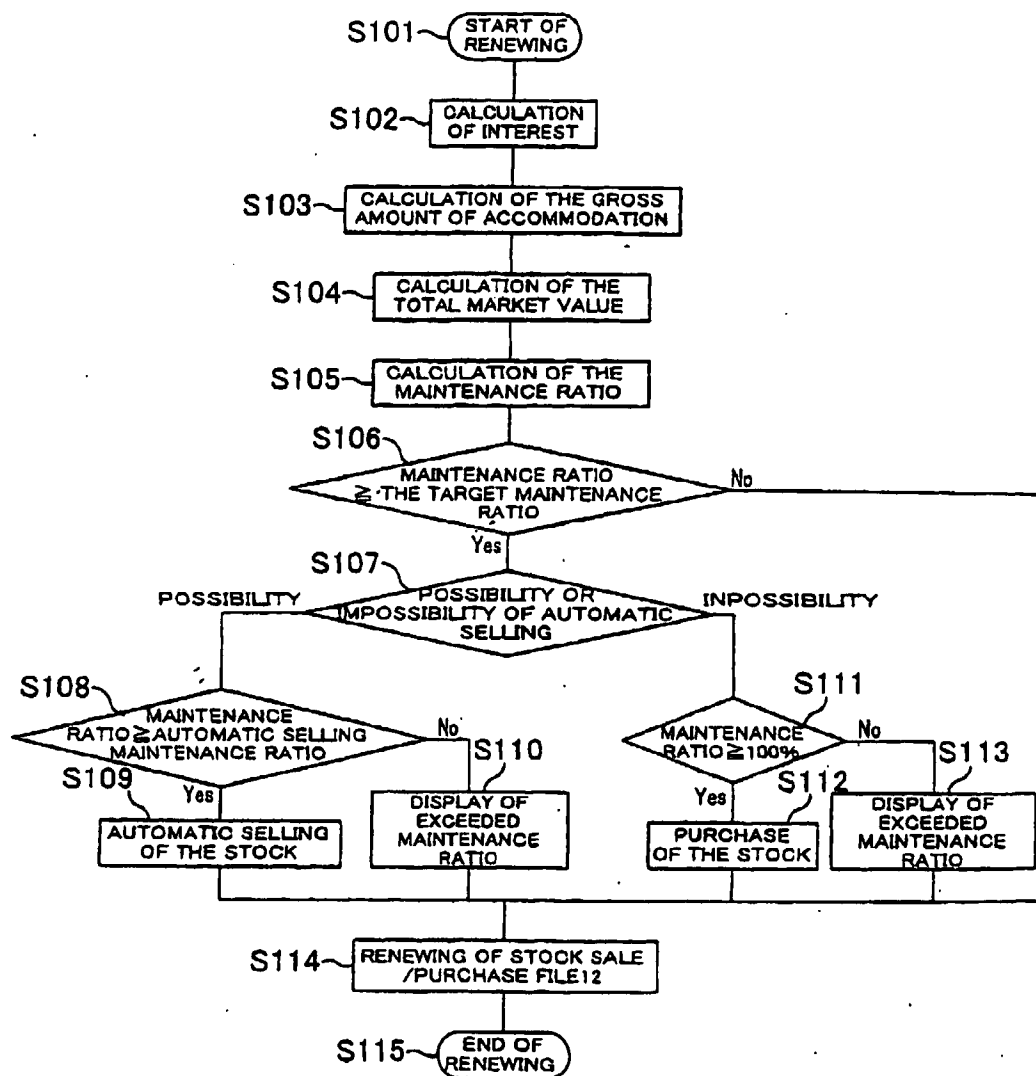 S101
START OF
RENEWING
S102
CALCULATION
OF INTEREST
S103
CALCULATION OF THE GROSS
AMOUNT OF ACCOMMODATION
S104
CALCULATION OF THE
TOTAL MARKET VALUE
S105
CALCULATION OF THE
MAINTENANCE RATIO
S106
MAINTENANCE RATIO
≧ THE TARGET MAINTENANCE
RATIO
No
Yes
S107
POSSIBILITY OR
IMPOSSIBILITY OF AUTOMATIC
SELLING
POSSIBILITY
INPOSSIBILITY
S108
MAINTENANCE
RATIO≧AUTOMATIC SELLING
MAINTENANCE RATIO
No
Yes
S109
AUTOMATIC SELLING
OF THE STOCK
S110
DISPLAY OF
EXCEEDED
MAINTENANCE
RATIO
S111
MAINTENANCE
RATIO≧100%
No
Yes
S112
PURCHASE
OF THE STOCK
S113
DISPLAY OF
EXCEEDED
MAINTENANCE
RATIO
S114
RENEWING OF STOCK SALE
/PURCHASE FILE12
S115
END OF
RENEWING